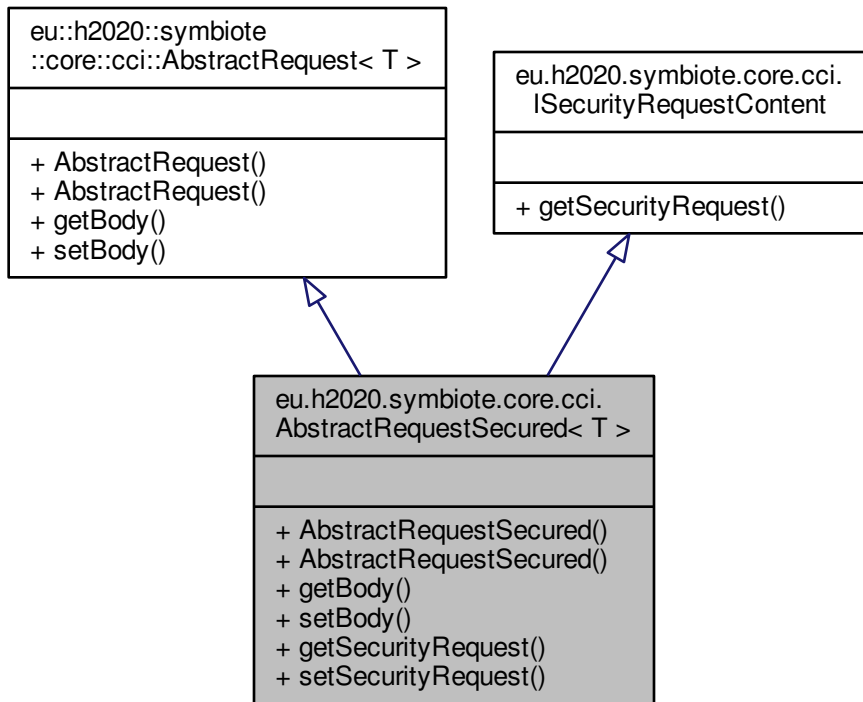 eu::h2020::symbiote
::core::cci::AbstractRequest< T >
+ AbstractRequest()
+ AbstractRequest()
+ getBody()
+ setBody()
eu.h2020.symbiote.core.cci.
ISecurityRequestContent
+ getSecurityRequest()
eu.h2020.symbiote.core.cci.
AbstractRequestSecured< T >
+ AbstractRequestSecured()
+ AbstractRequestSecured()
+ getBody()
+ setBody()
+ getSecurityRequest()
+ setSecurityRequest()